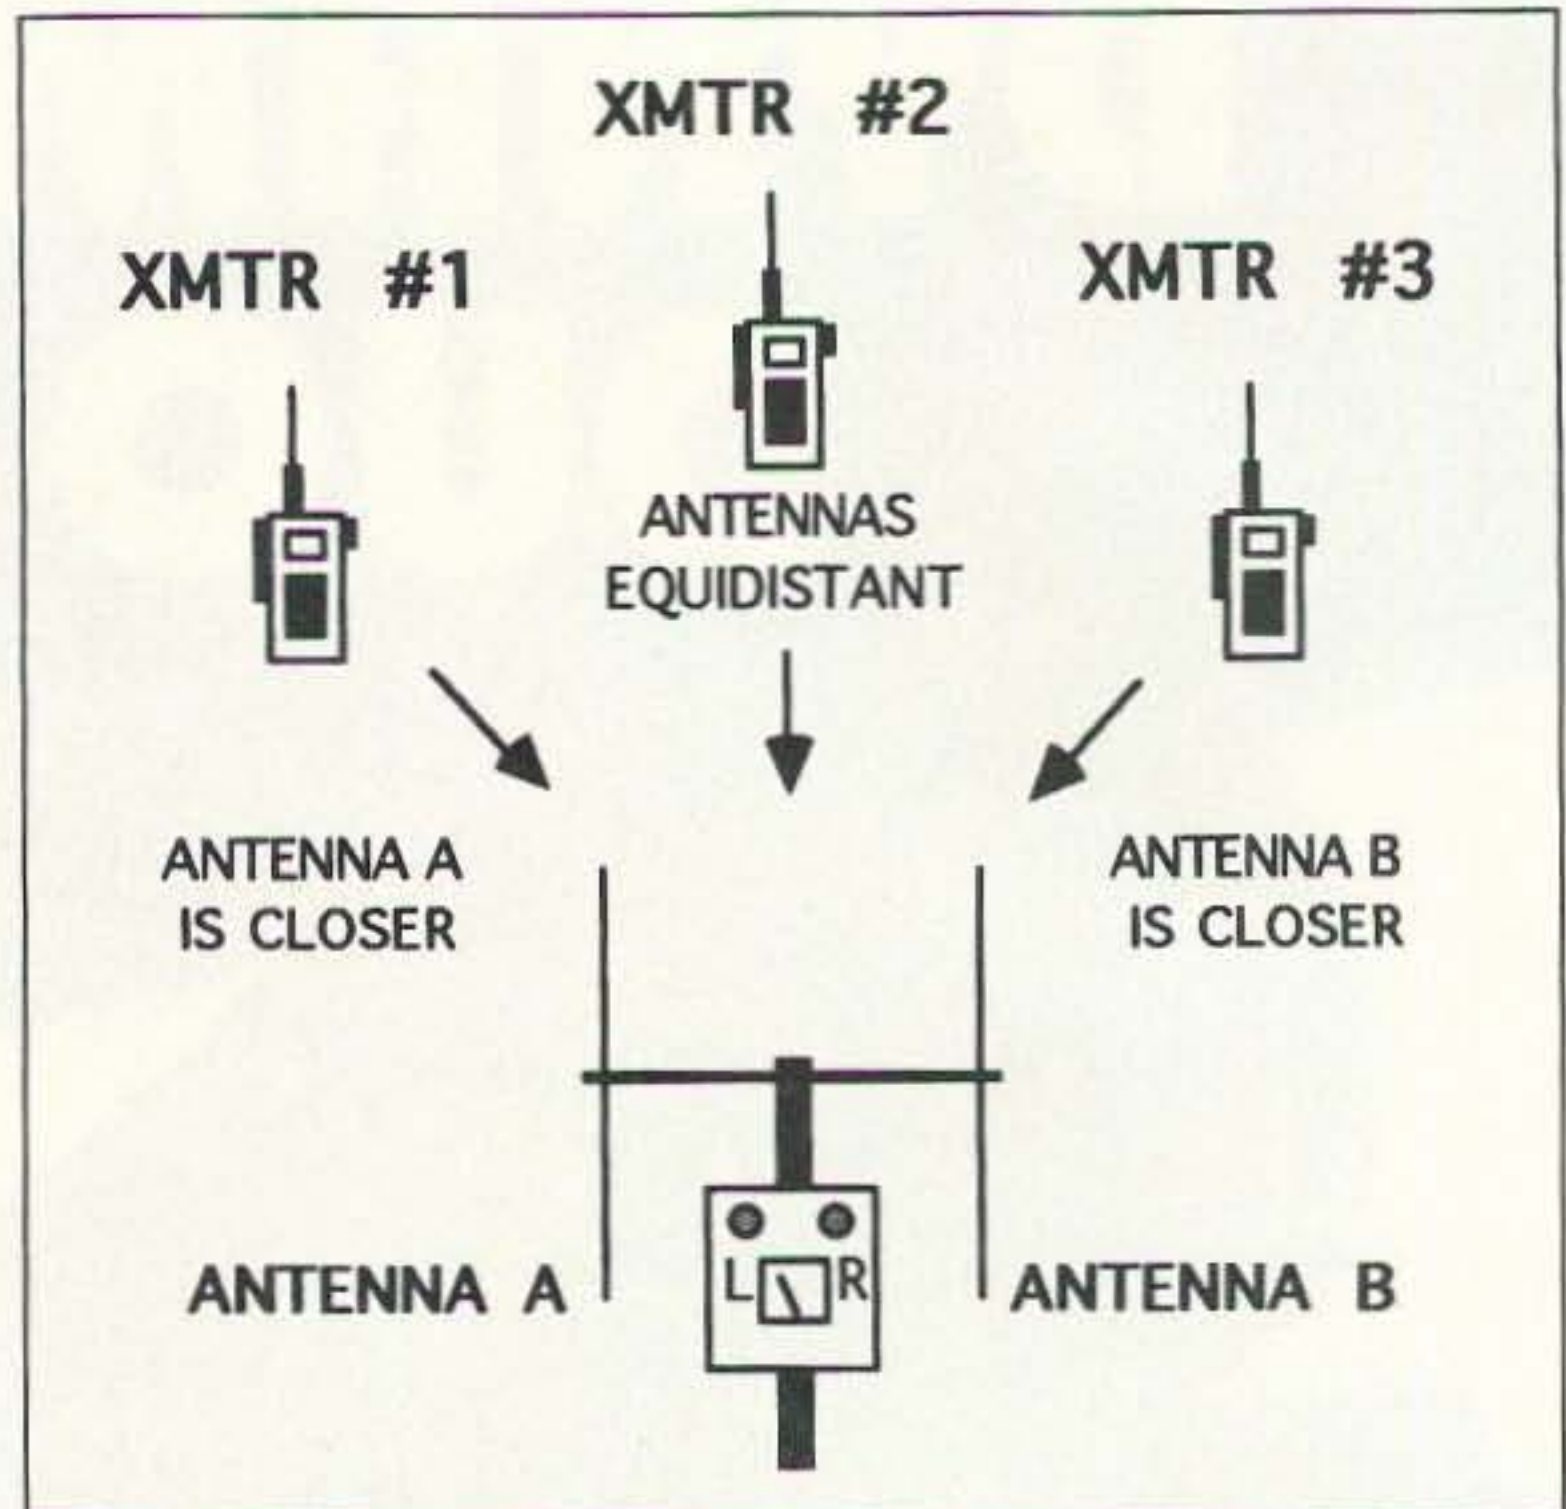 XMTR #2
XMTR #1
XMTR #3
ANTENNAS
EQUIDISTANT
ANTENNA A
IS CLOSER
ANTENNA B
IS CLOSER
L R
ANTENNA A
ANTENNA B